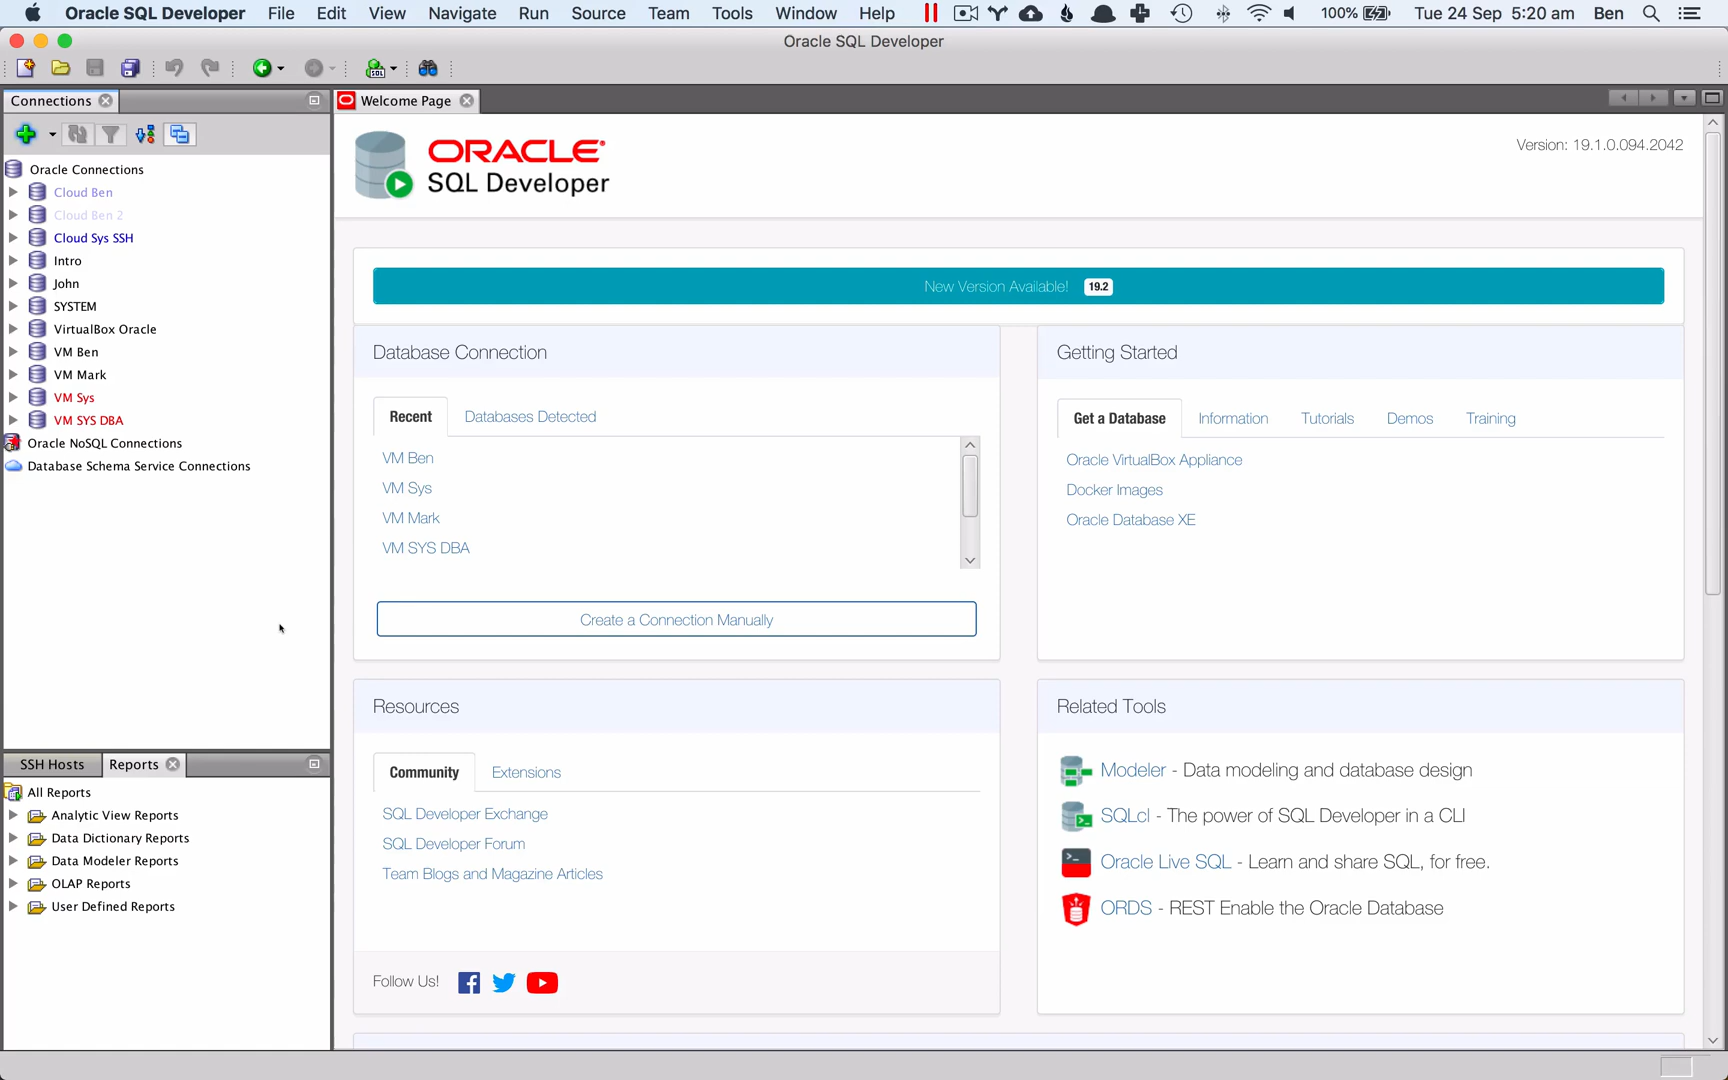 Oracle SQL Developer File Edit View Navigate Run Source Team Tools Window Help 100% Tue 24 Sep 5:20 am Ben
Oracle SQL Developer
Connections
Welcome Page
ORACLE
SQL Developer
Version: 19.1.0.094.2042
Oracle Connections
Cloud Ben
Cloud Ben 2
Cloud Sys SSH
Intro
John
SYSTEM
VirtualBox Oracle
VM Ben
VM Mark
VM Sys
VM SYS DBA
Oracle NoSQL Connections
Database Schema Service Connections
New Version Available! 19.2
Database Connection
Recent Databases Detected
VM Ben
VM Sys
VM Mark
VM SYS DBA
Create a Connection Manually
Getting Started
Get a Database Information Tutorials Demos Training
Oracle VirtualBox Appliance
Docker Images
Oracle Database XE
Resources
Community Extensions
SQL Developer Exchange
SQL Developer Forum
Team Blogs and Magazine Articles
Follow Us!
Related Tools
Modeler - Data modeling and database design
SQLcl - The power of SQL Developer in a CLI
Oracle Live SQL - Learn and share SQL, for free.
ORDS - REST Enable the Oracle Database
SSH Hosts Reports
All Reports
Analytic View Reports
Data Dictionary Reports
Data Modeler Reports
OLAP Reports
User Defined Reports